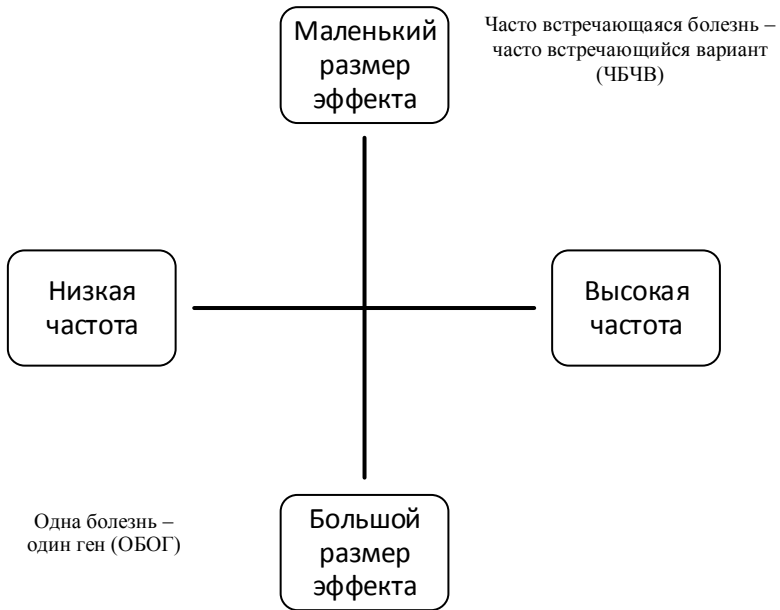 Маленький
размер
эффекта
Часто встречающаяся болезнь –
часто встречающийся вариант
(ЧБЧВ)
Низкая
частота
Высокая
частота
Одна болезнь –
один ген (ОБОГ)
Большой
размер
эффекта